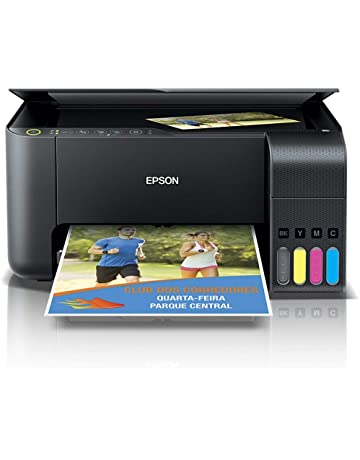 EPSON
BK Y M C
CLUB DOS CORREDORES
QUARTA-FEIRA
PARQUE CENTRAL